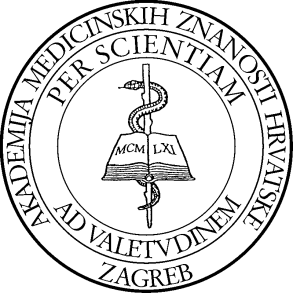 AKADEMIJA MEDICINSKIH ZNANOSTI HRVATSKE
PER SCIENTIAM
MCM LXI
AD VALETVDINEM
ZAGREB